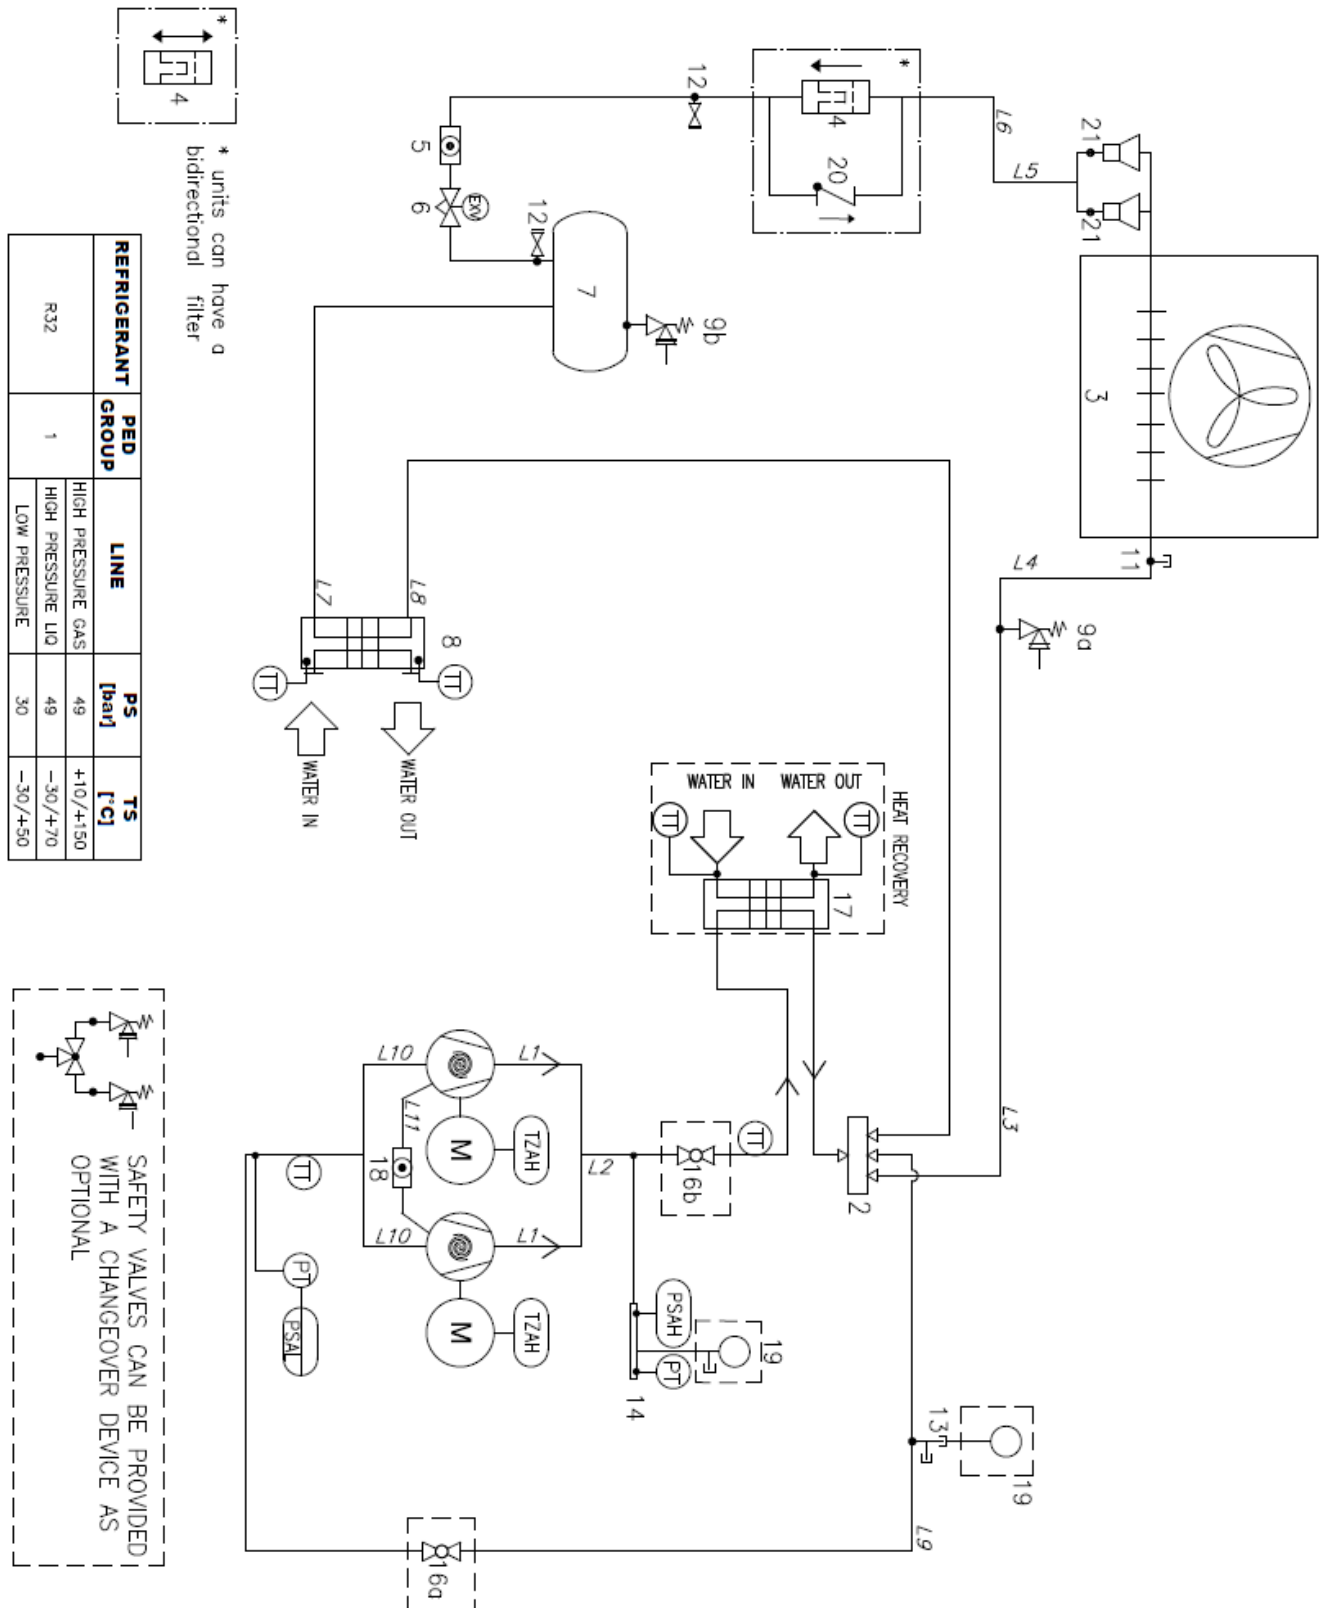 *
4
* units can have a
bidirectional filter
12
*
4
20
L6
L5
21
21
5
6
EXV
12
7
9b
3
11
L4
9a
REFRIGERANT
PED
GROUP
LINE
PS
[bar]
TS
[°C]
R32
1
HIGH PRESSURE GAS
49
+10/+150
HIGH PRESSURE LIQ
49
-30/+70
LOW PRESSURE
30
-30/+50
L7
L8
8
TT
TT
WATER IN
WATER OUT
WATER IN
WATER OUT
HEAT RECOVERY
TT
TT
17
L3
2
L10
L1
L11
M
TZAH
18
TT
L2
16b
TT
L10
L1
M
TZAH
PT
PSAL
PSAH
PT
19
14
13
19
L9
16a
SAFETY VALVES CAN BE PROVIDED
WITH A CHANGEOVER DEVICE AS
OPTIONAL